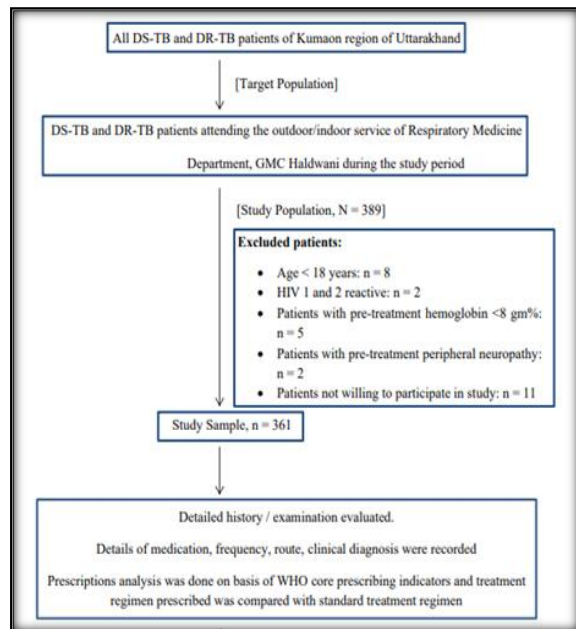 All DS-TB and DR-TB patients of Kumaon region of Uttarakhand
[Target Population]
DS-TB and DR-TB patients attending the outdoor/indoor service of Respiratory Medicine
Department, GMC Haldwani during the study period
[Study Population, N = 389]
Excluded patients:
• Age < 18 years: n = 8
• HIV 1 and 2 reactive: n = 2
• Patients with pre-treatment hemoglobin <8 gm%:
n = 5
• Patients with pre-treatment peripheral neuropathy:
n = 2
• Patients not willing to participate in study: n = 11
Study Sample, n = 361
Detailed history / examination evaluated.
Details of medication, frequency, route, clinical diagnosis were recorded
Prescriptions analysis was done on basis of WHO core prescribing indicators and treatment
regimen prescribed was compared with standard treatment regimen